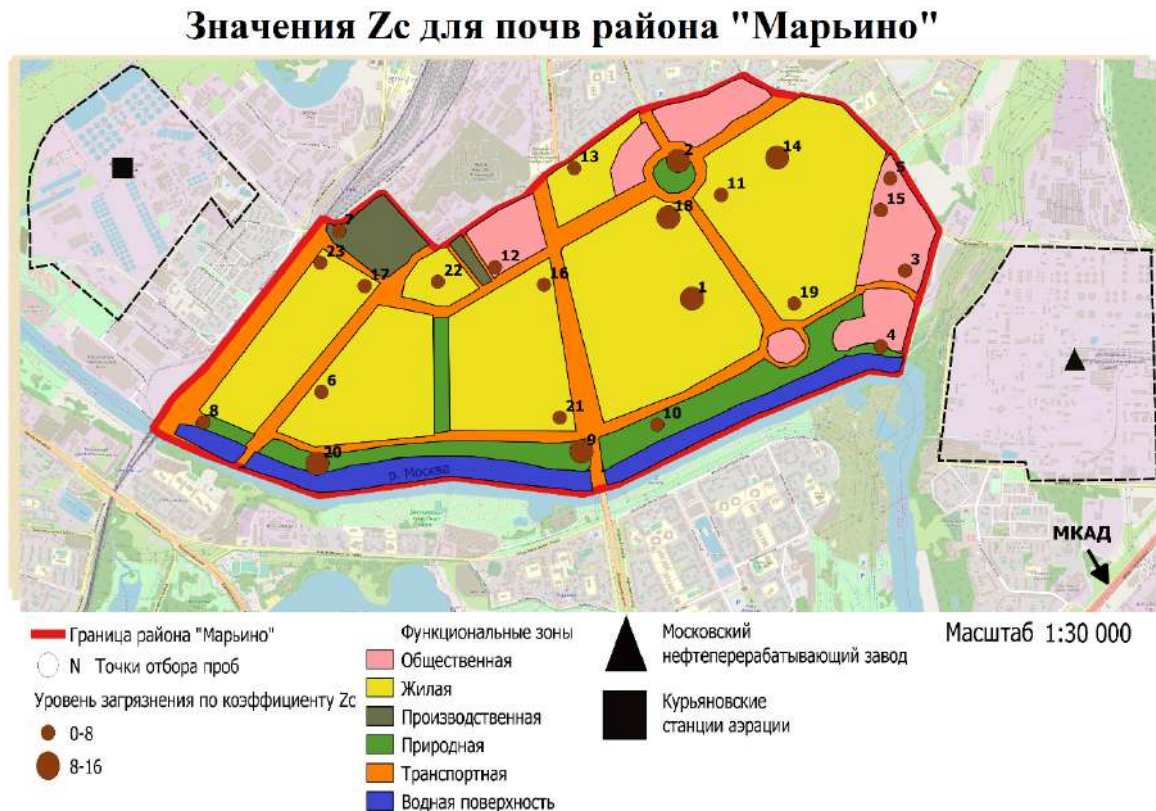 Значения Zc для почв района "Марьино"
14
2
13
5
11
15
18
7
23
12
3
22
16
17
1
19
4
6
8
21
10
9
20
р. Москва
МКАД
Граница района "Марьино"
N Точки отбора проб
Уровень загрязнения по коэффициенту Zc
0-8
8-16
Функциональные зоны
Общественная
Жилая
Производственная
Природная
Транспортная
Водная поверхность
Московский
нефтеперерабатывающий завод
Курьяновские
станции аэрации
Масштаб 1:30 000